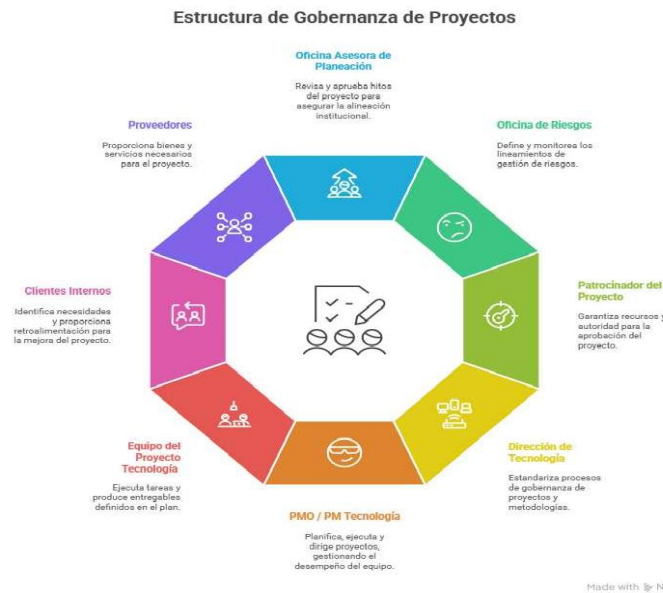 Estructura de Gobernanza de Proyectos
Oficina Asesora de
Planeación
Revisa y aprueba hitos
del proyecto para
asegurar la alineación
institucional.
Oficina de Riesgos
Define y monitorea los
lineamientos de
gestión de riesgos.
Patrocinador del
Proyecto
Garantiza recursos y
autoridad para la
aprobación del
proyecto.
Dirección de
Tecnología
Estandariza procesos
de gobernanza de
proyectos y
metodologías.
PMO / PM Tecnología
Planifica, ejecuta y
dirige proyectos,
gestionando el
desempeño del equipo.
Equipo del
Proyecto
Tecnología
Ejecuta tareas y
produce entregables
definidos en el plan.
Clientes Internos
Identifica necesidades
y proporciona
retroalimentación para
la mejora del proyecto.
Proveedores
Proporciona bienes y
servicios necesarios
para el proyecto.
Made with N